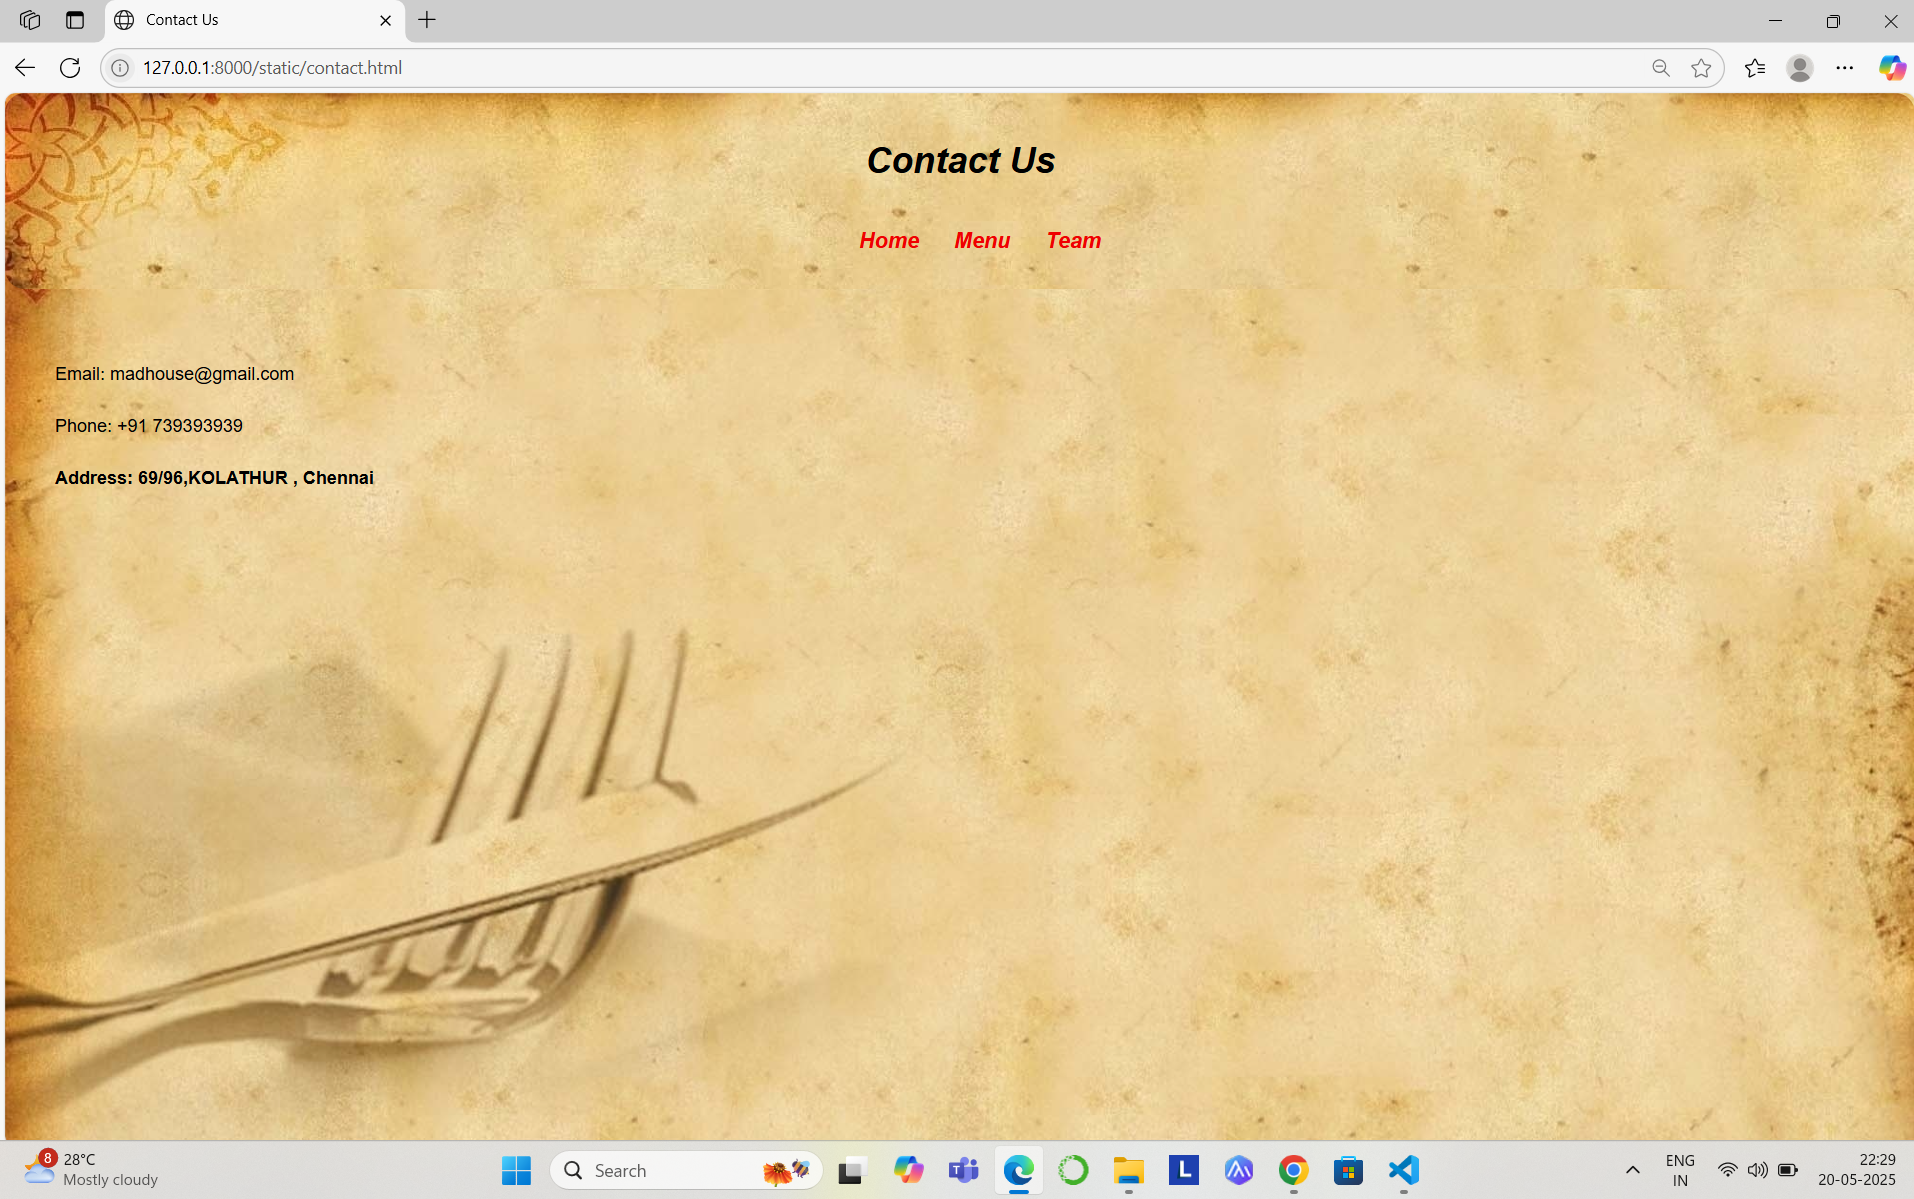 Contact Us
127.0.0.1:8000/static/contact.html
Contact Us
Home Menu Team
Email: madhouse@gmail.com
Phone: +91 739393939
Address: 69/96,KOLATHUR , Chennai
8
28°C
Mostly cloudy
Search
L
ENG
IN
22:29
20-05-2025